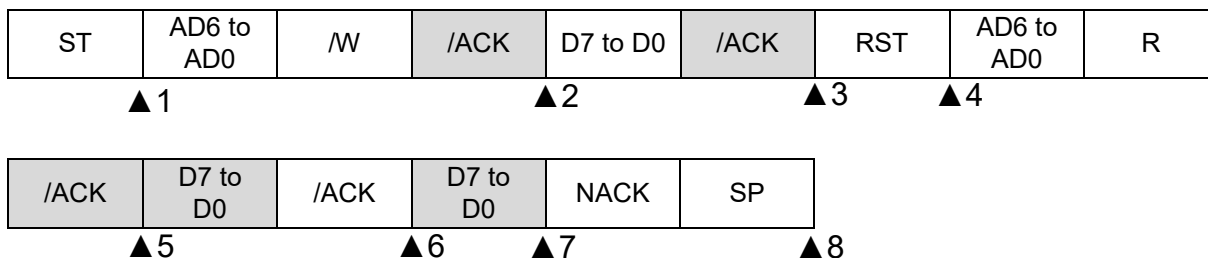 ST AD6 to AD0 /W /ACK D7 to D0 /ACK RST AD6 to AD0 R
▲1 ▲2 ▲3 ▲4
/ACK D7 to D0 /ACK D7 to D0 NACK SP
▲5 ▲6 ▲7 ▲8